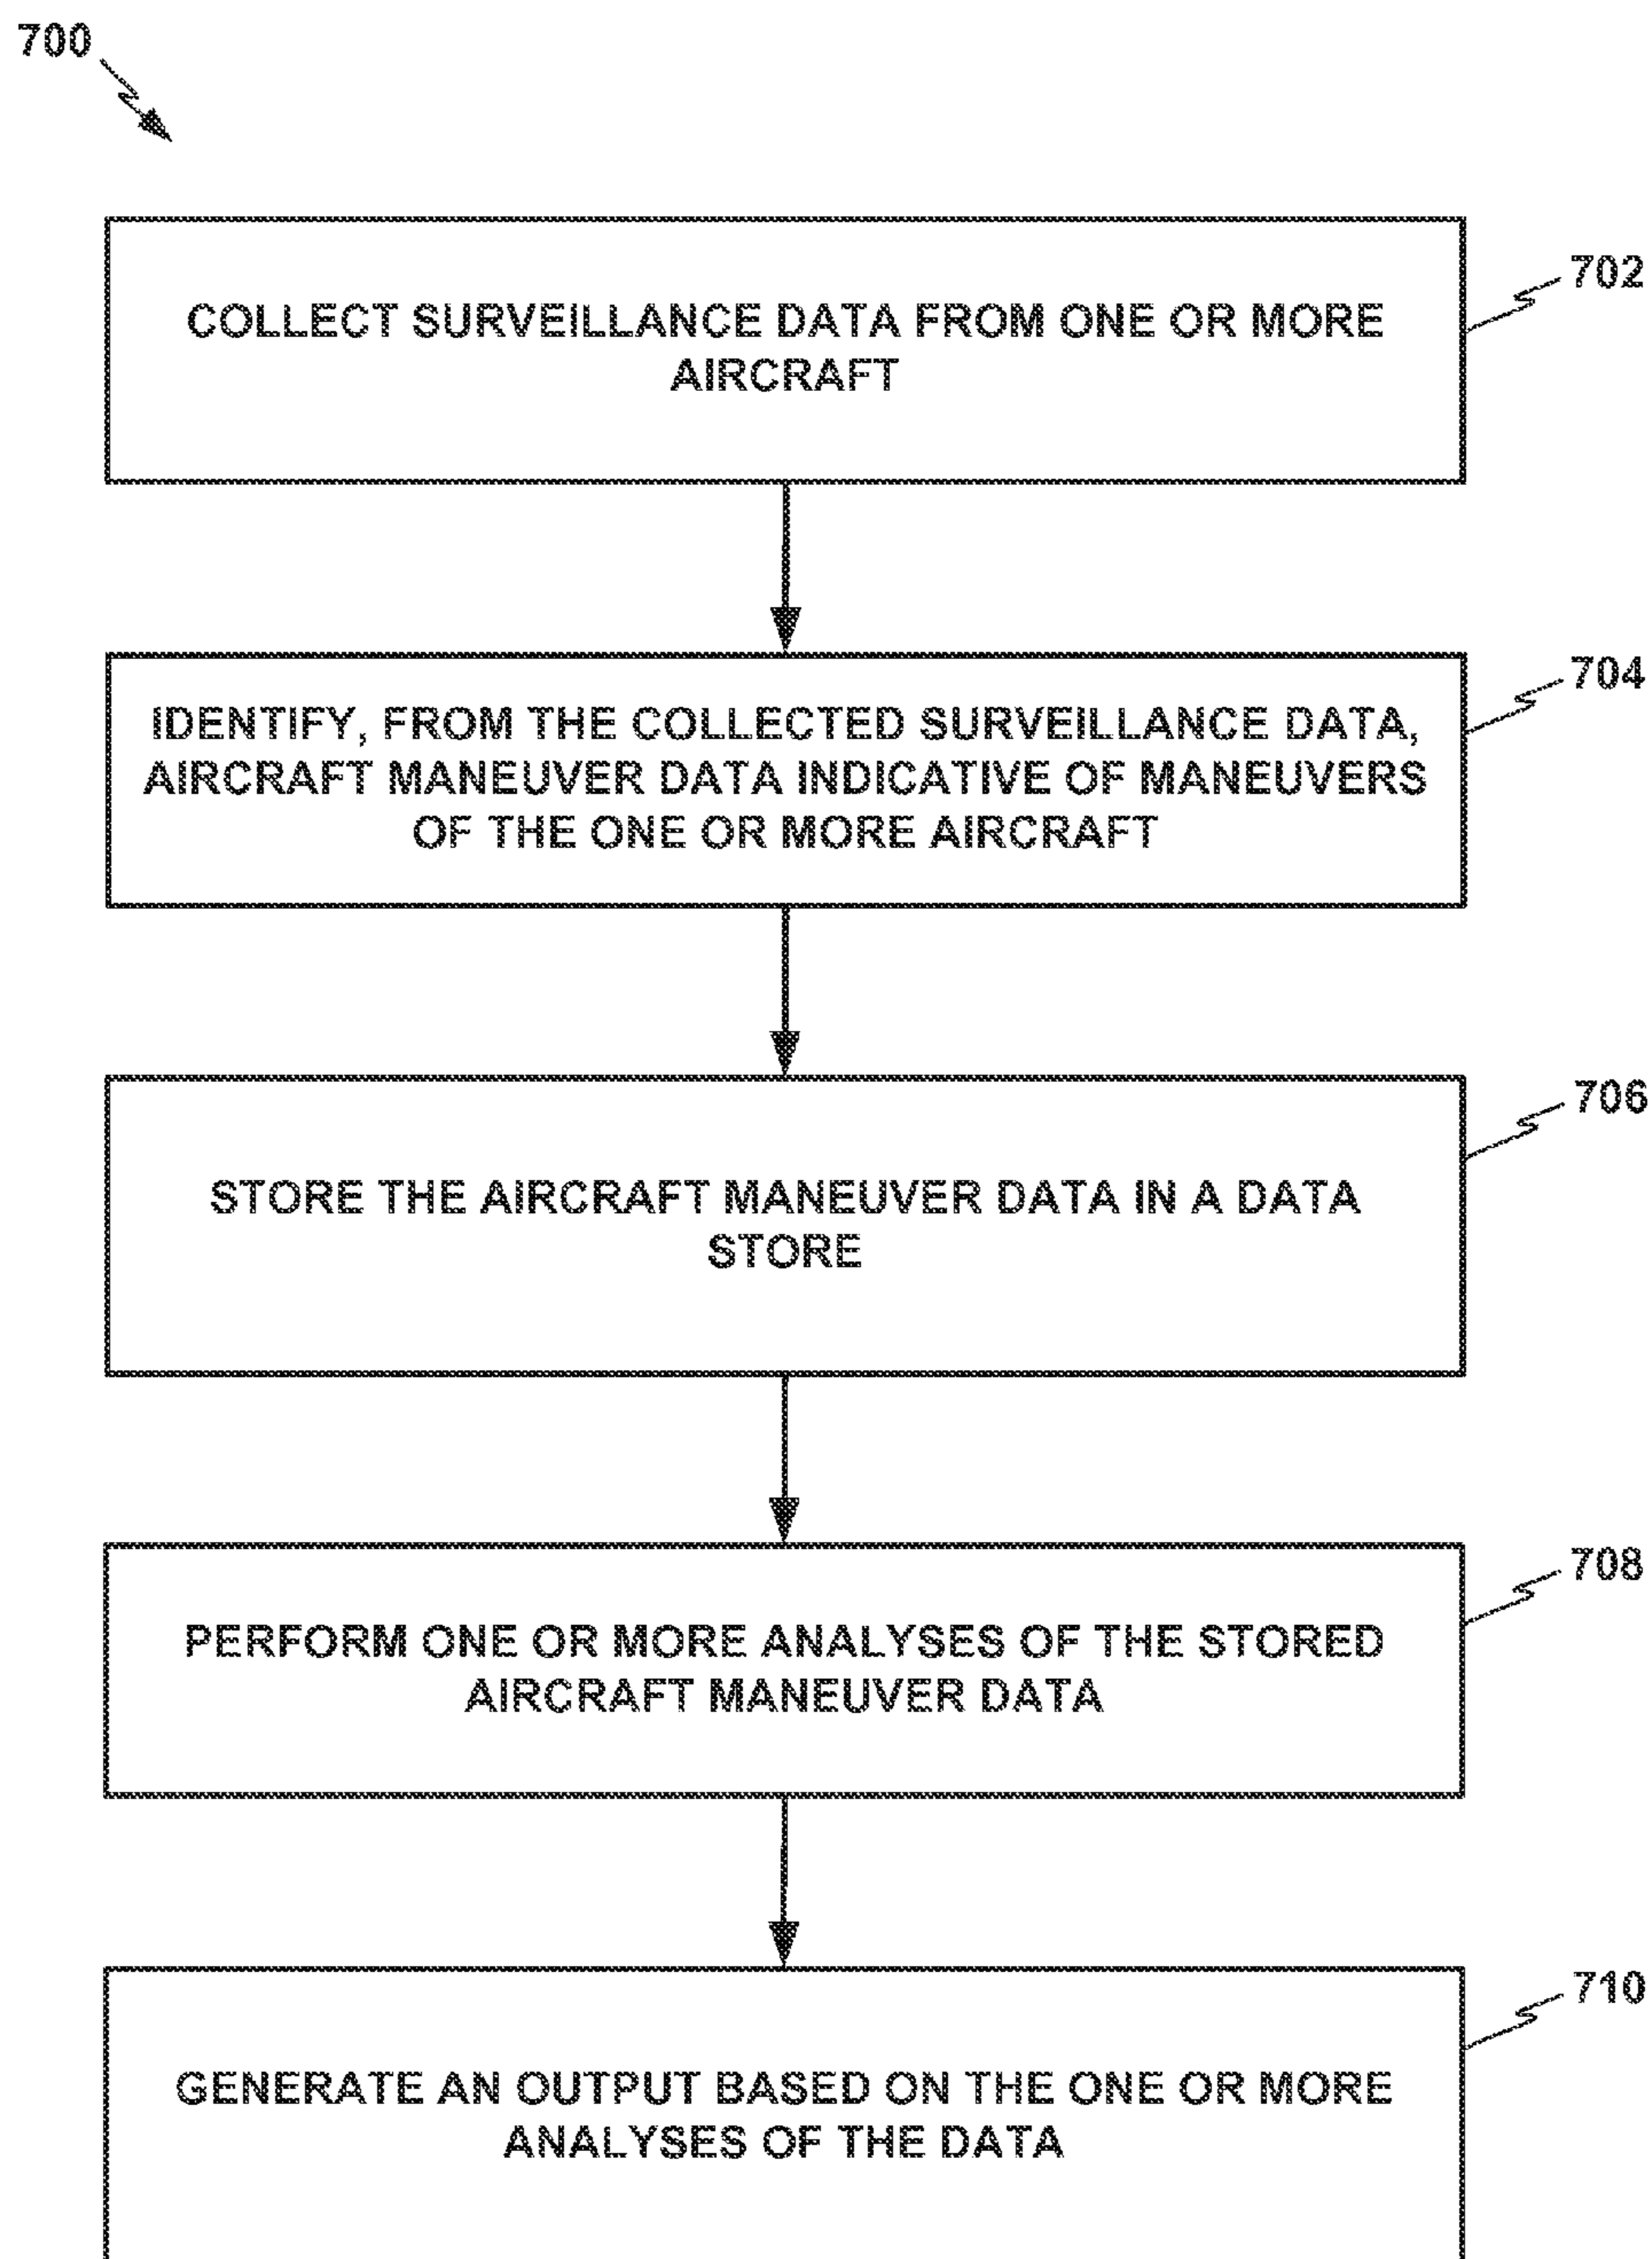 700
COLLECT SURVEILLANCE DATA FROM ONE OR MORE
AIRCRAFT
702
IDENTIFY, FROM THE COLLECTED SURVEILLANCE DATA,
AIRCRAFT MANEUVER DATA INDICATIVE OF MANEUVERS
OF THE ONE OR MORE AIRCRAFT
704
STORE THE AIRCRAFT MANEUVER DATA IN A DATA
STORE
706
PERFORM ONE OR MORE ANALYSES OF THE STORED
AIRCRAFT MANEUVER DATA
708
GENERATE AN OUTPUT BASED ON THE ONE OR MORE
ANALYSES OF THE DATA
710